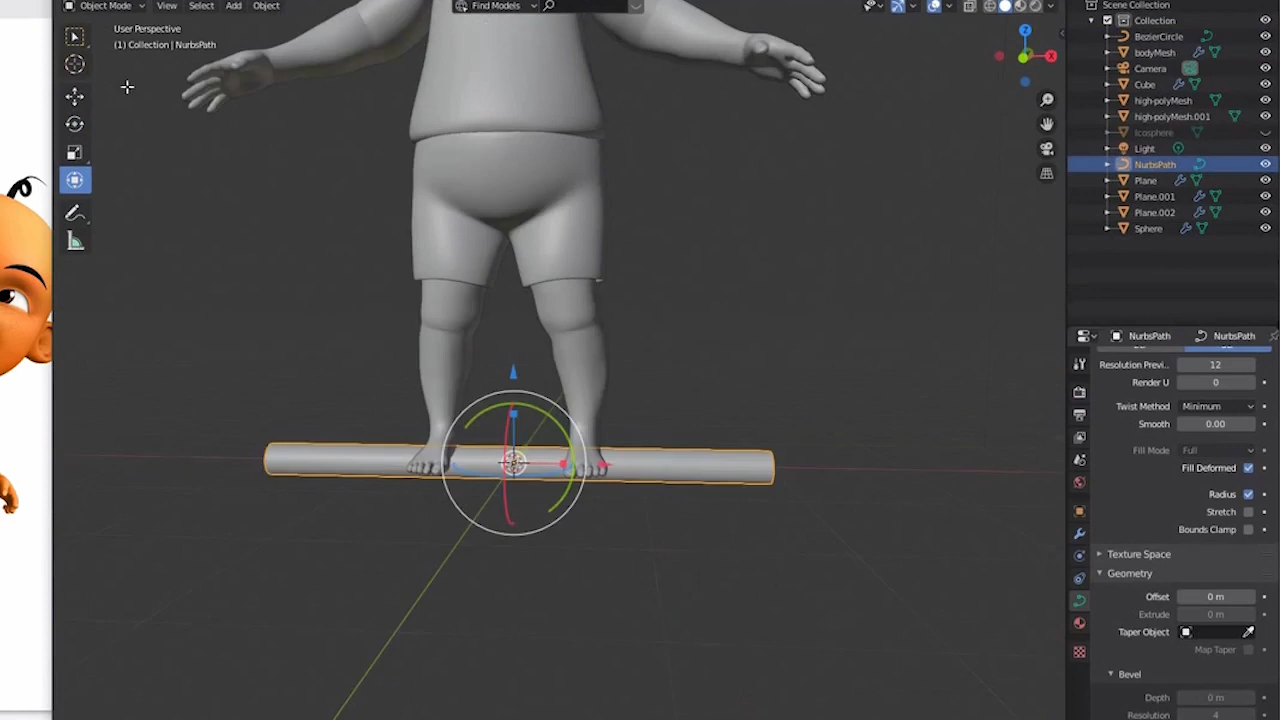 Object Mode View Select Add Object
Find Models
Scene Collection
User Perspective
(1) Collection | NurbsPath
X
Z
Collection
BezierCircle
bodyMesh
Camera
Cube
high-polyMesh
high-polyMesh.001
Icosphere
Light
NurbsPath
Plane
Plane.001
Plane.002
Sphere
NurbsPath NurbsPath
Resolution Previ.. 12
Render U 0
Twist Method Minimum
Smooth 0.00
Fill Mode Full
Fill Deformed
Radius
Stretch
Bounds Clamp
Texture Space
Geometry
Offset 0 m
Extrude 0 m
Taper Object
Map Taper
Bevel
Depth 0 m
Resolution 4